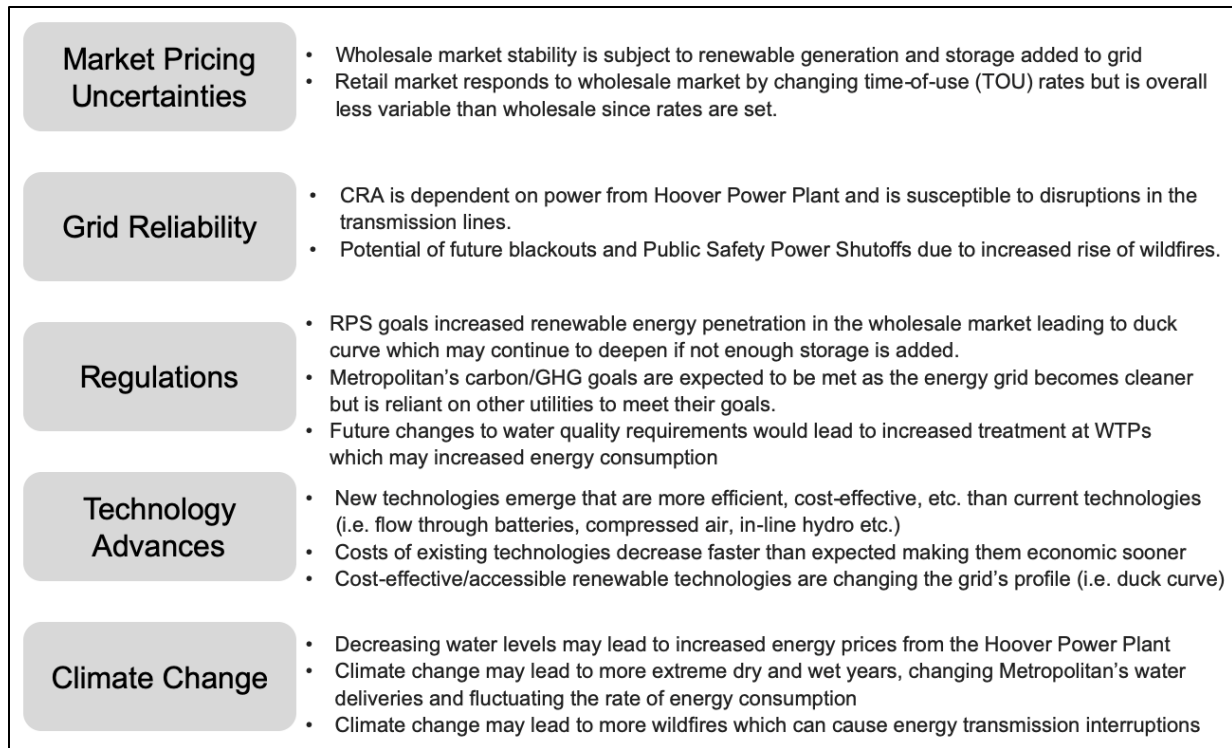 Market Pricing
Uncertainties
• Wholesale market stability is subject to renewable generation and storage added to grid
• Retail market responds to wholesale market by changing time-of-use (TOU) rates but is overall
less variable than wholesale since rates are set.
Grid Reliability
• CRA is dependent on power from Hoover Power Plant and is susceptible to disruptions in the
transmission lines.
• Potential of future blackouts and Public Safety Power Shutoffs due to increased rise of wildfires.
Regulations
• RPS goals increased renewable energy penetration in the wholesale market leading to duck
curve which may continue to deepen if not enough storage is added.
• Metropolitan’s carbon/GHG goals are expected to be met as the energy grid becomes cleaner
but is reliant on other utilities to meet their goals.
• Future changes to water quality requirements would lead to increased treatment at WTPs
which may increased energy consumption
Technology
Advances
• New technologies emerge that are more efficient, cost-effective, etc. than current technologies
(i.e. flow through batteries, compressed air, in-line hydro etc.)
• Costs of existing technologies decrease faster than expected making them economic sooner
• Cost-effective/accessible renewable technologies are changing the grid’s profile (i.e. duck curve)
Climate Change
• Decreasing water levels may lead to increased energy prices from the Hoover Power Plant
• Climate change may lead to more extreme dry and wet years, changing Metropolitan’s water
deliveries and fluctuating the rate of energy consumption
• Climate change may lead to more wildfires which can cause energy transmission interruptions